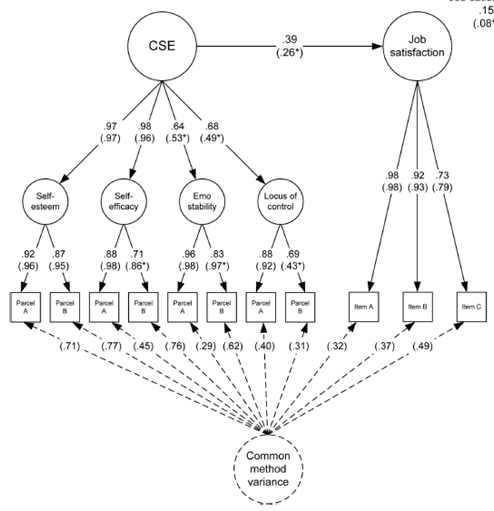 .15
(.08*
CSE
.39
(.26*)
Job
satisfaction
.97
(.97)
.98
(.96)
.64
(.53*)
.68
(.49*)
Self-
esteem
Self-
efficacy
Emo
stability
Locus of
control
.98
(.98)
.92
(.93)
.73
(.79)
.92
(.96)
.87
(.95)
.88
(.98)
.71
(.86*)
.96
(.98)
.83
(.97*)
.88
(.92)
.69
(.43*)
Parcel
A
Parcel
B
Parcel
A
Parcel
B
Parcel
A
Parcel
B
Parcel
A
Parcel
B
Item A
Item B
Item C
(.71) (.77) (.45) (.76) (.29) (.62) (.40) (.31) (.32) (.37) (.49)
Common
method
variance